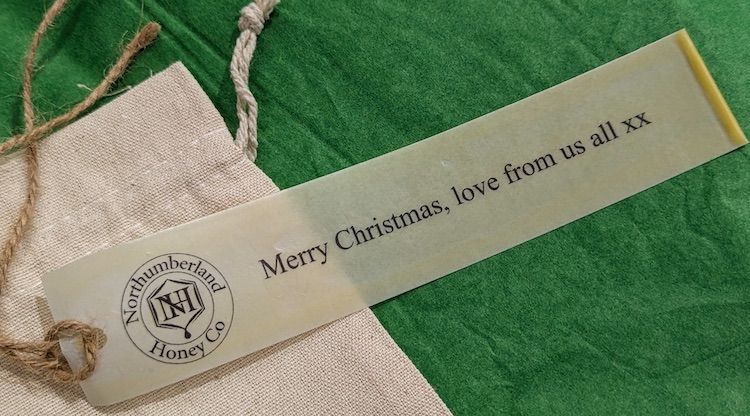 Northumberland
NH
Honey Co
Merry Christmas, love from us all xx